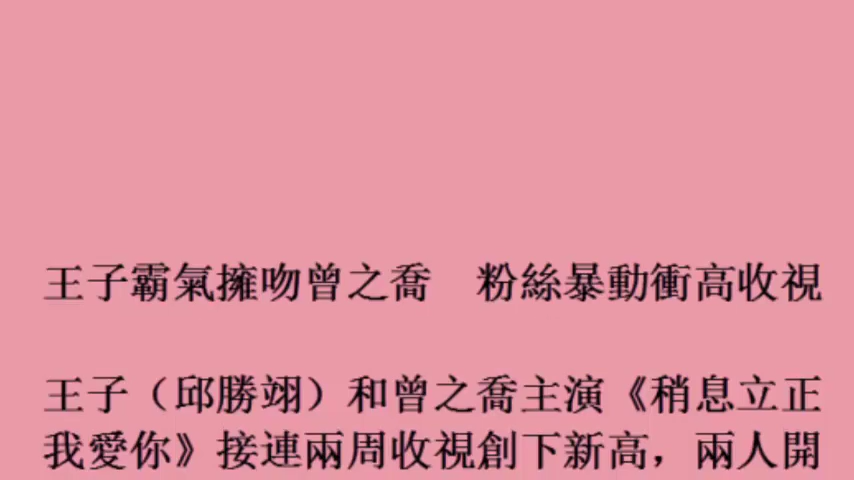 王子霸氣擁吻曾之喬　粉絲暴動衝高收視
王子（邱勝翊）和曾之喬主演《稍息立正
我愛你》接連兩周收視創下新高，兩人開